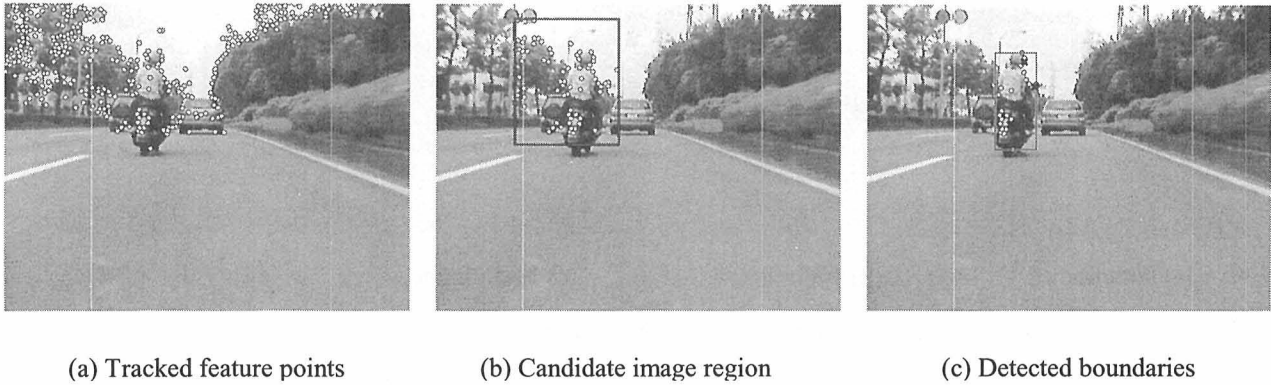 (a) Tracked feature points
(b) Candidate image region
(c) Detected boundaries